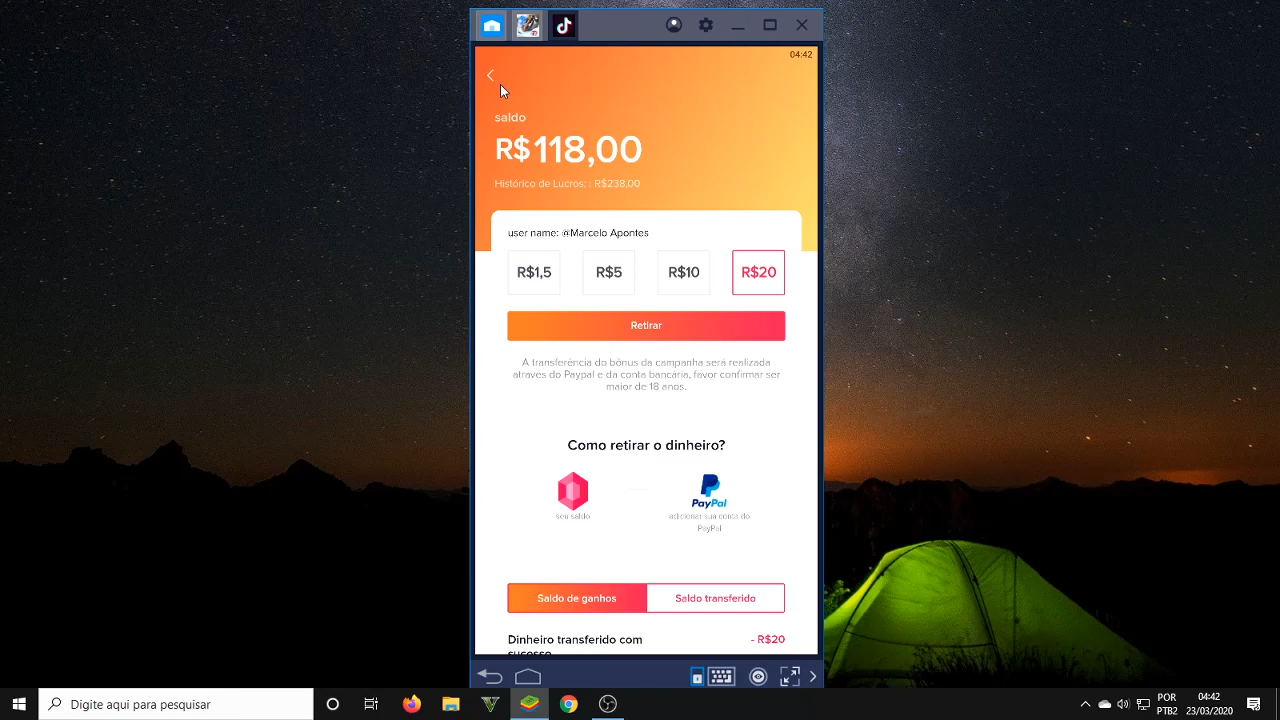 04:42
saldo
R$118,00
Histórico de Lucros: : R$238,00
user name: @Marcelo Apontes
R$1,5 R$5 R$10 R$20
Retirar
A transferência do bônus da campanha será realizada
através do Paypal e da conta bancária, favor confirmar ser
maior de 18 anos.
Como retirar o dinheiro?
PayPal
seu saldo
adicionar sua conta do
PayPal
Saldo de ganhos Saldo transferido
Dinheiro transferido com - R$20
sucesso
Digite aqui para pesquisar
POR
PTB2
04:42
23/03/2020